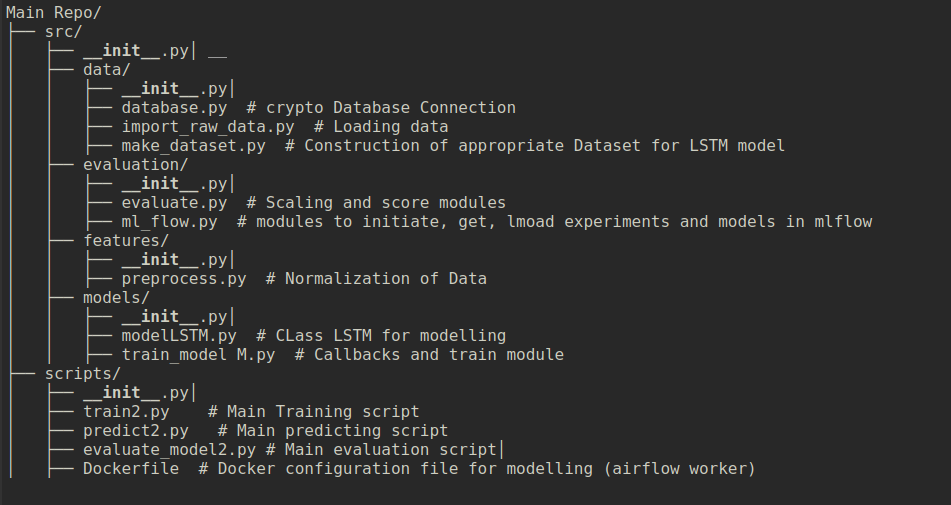 Main Repo/
├── src/
│   ├── __init__.py│ __
│   ├── data/
│   │   ├── __init__.py│
│   │   ├── database.py  # crypto Database Connection
│   │   ├── import_raw_data.py  # Loading data
│   │   ├── make_dataset.py  # Construction of appropriate Dataset for LSTM model
│   ├── evaluation/
│   │   ├── __init__.py│
│   │   ├── evaluate.py  # Scaling and score modules
│   │   ├── ml_flow.py  # modules to initiate, get, lmoad experiments and models in mlflow
│   ├── features/
│   │   ├── __init__.py│
│   │   ├── preprocess.py  # Normalization of Data
│   ├── models/
│   │   ├── __init__.py│
│   │   ├── modelLSTM.py  # CLass LSTM for modelling
│   │   ├── train_model M.py  # Callbacks and train module
├── scripts/
│   ├── __init__.py│
│   ├── train2.py    # Main Training script
│   ├── predict2.py   # Main predicting script
│   ├── evaluate_model2.py # Main evaluation script│
│   ├── Dockerfile  # Docker configuration file for modelling (airflow worker)